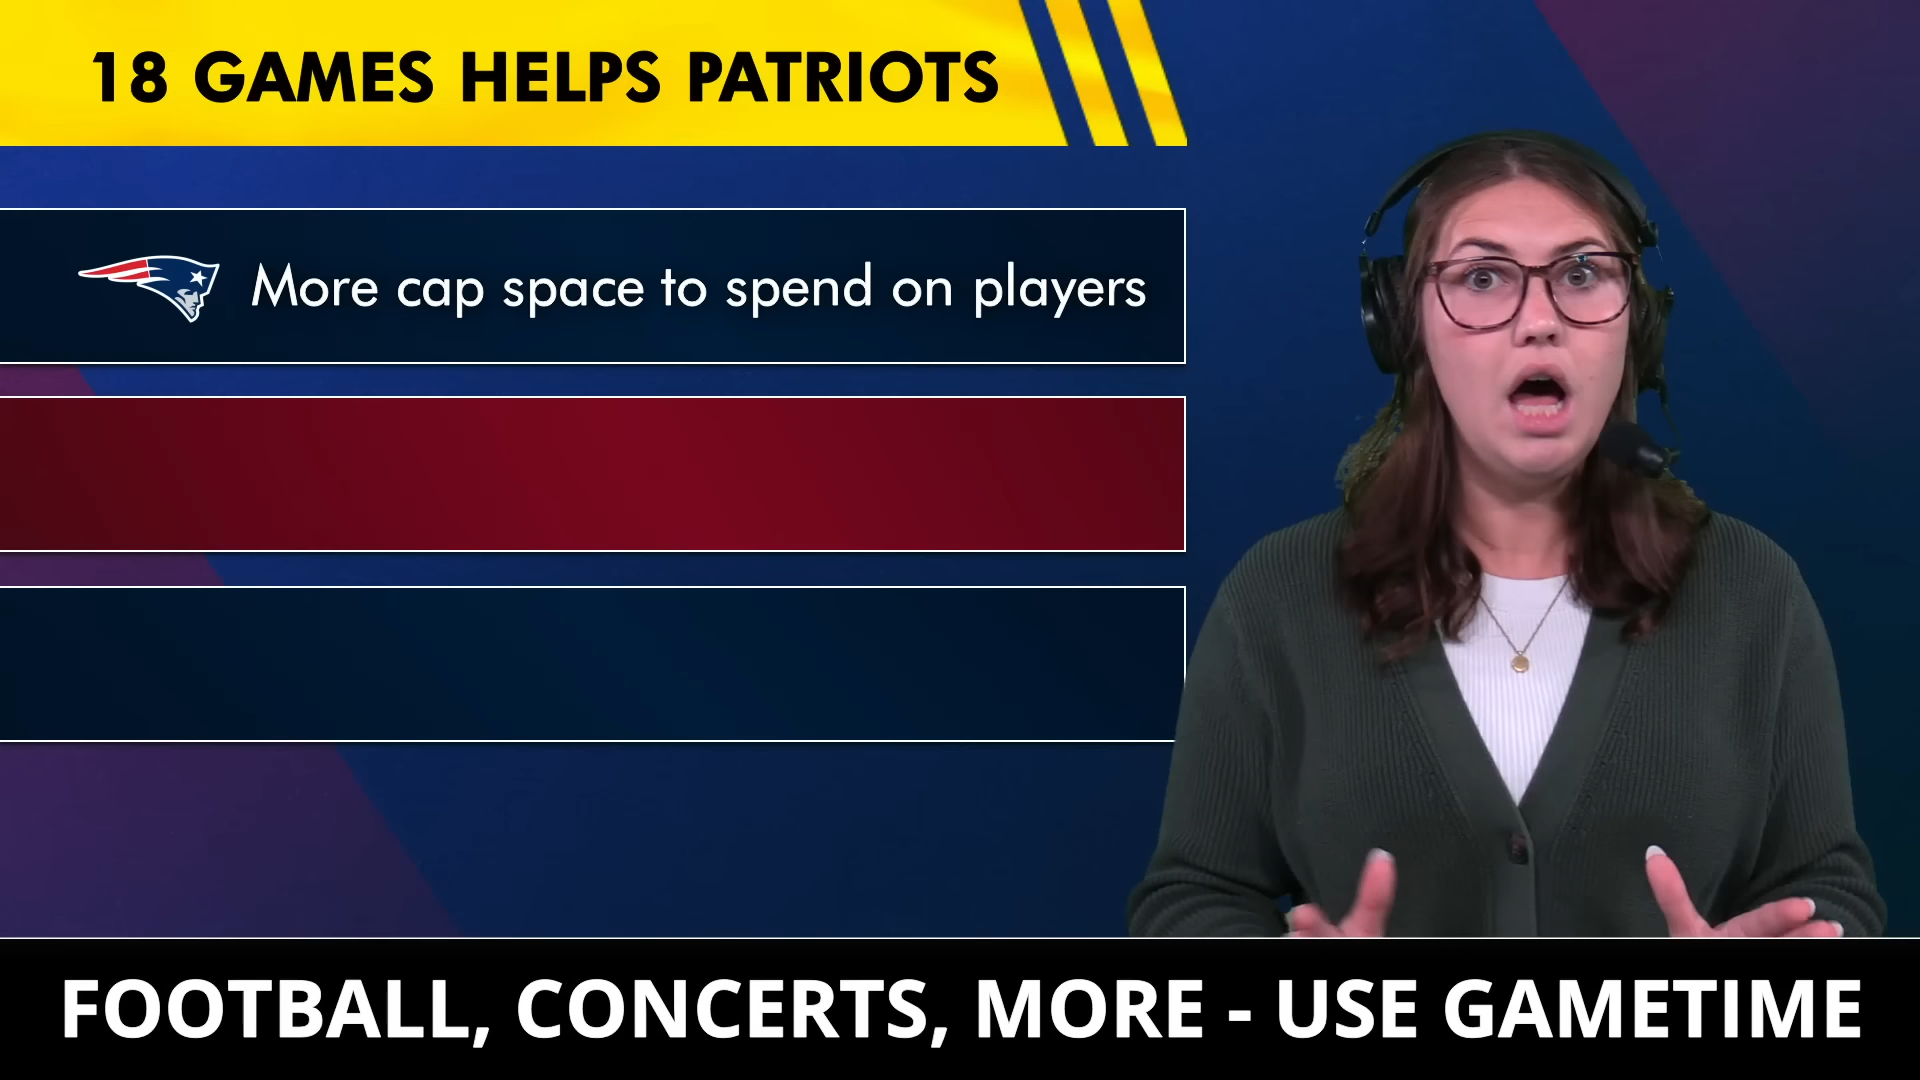 18 GAMES HELPS PATRIOTS
More cap space to spend on players
FOOTBALL, CONCERTS, MORE - USE GAMETIME